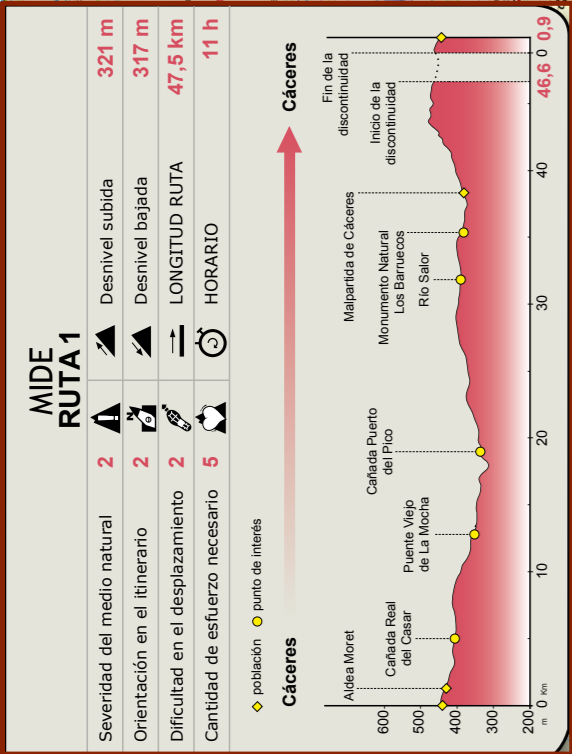 MIDE
RUTA 1
Severidad del medio natural 2
Orientación en el itinerario 2
Dificultad en el desplazamiento 2
Cantidad de esfuerzo necesario 5
Desnivel subida 321 m
Desnivel bajada 317 m
LONGITUD RUTA 47,5 km
HORARIO 11 h
N
población punto de interés
Cáceres Cáceres
Aldea Moret
Cañada Real
del Casar
Puente Viejo
de La Mocha
Cañada Puerto
del Pico
Río Salor
Monumento Natural
Los Barruecos
Malpartida de Cáceres
Inicio de la
discontinuidad
Fin de la
discontinuidad
600
500
400
300
200
m
0 Km 10 20 30 40 0
46,6 0,9